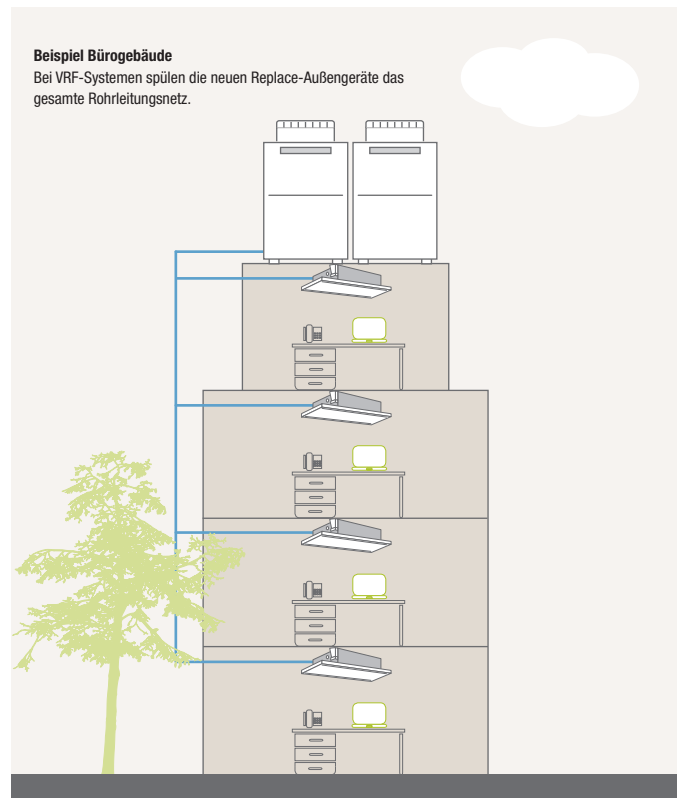 Beispiel Bürogebäude
Bei VRF-Systemen spülen die neuen Replace-Außengeräte das
gesamte Rohrleitungsnetz.